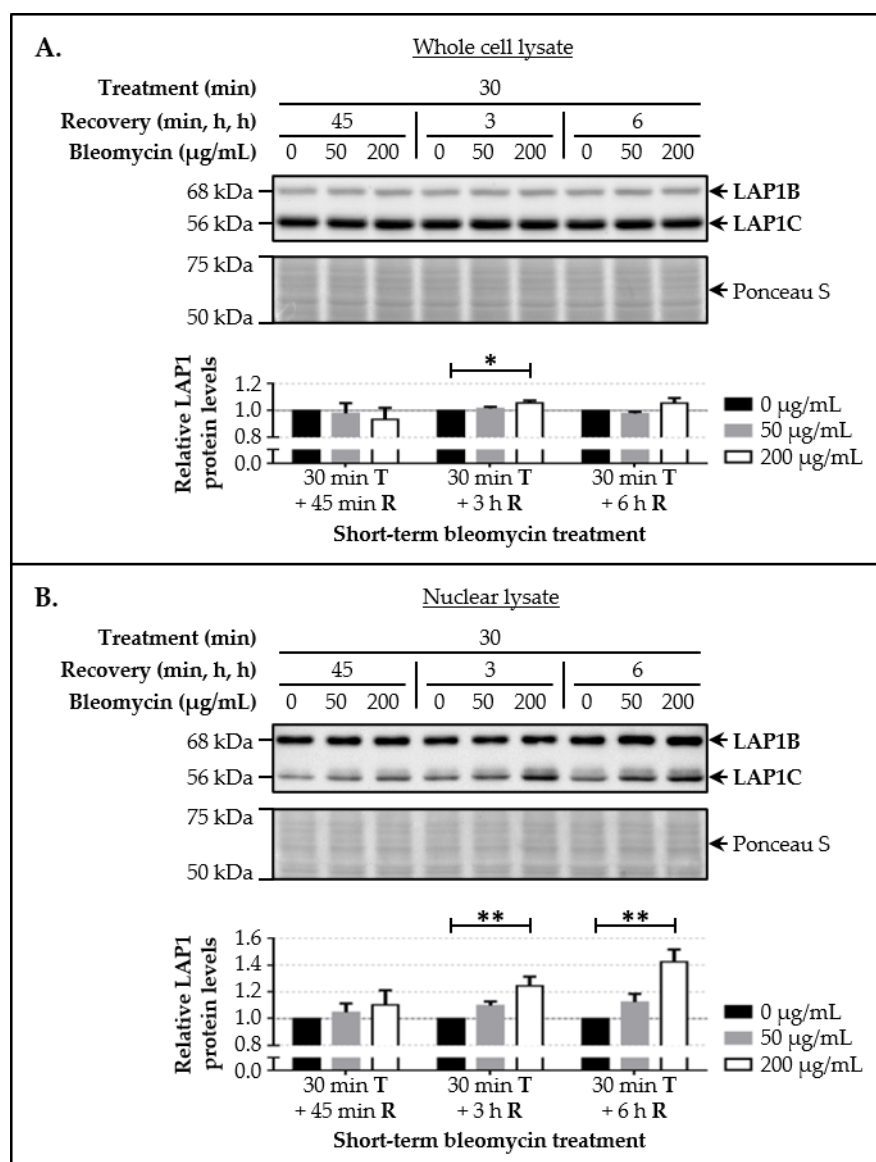 A.
Whole cell lysate
Treatment (min) 30
Recovery (min, h, h) 45 3 6
Bleomycin (µg/mL) 0 50 200 0 50 200 0 50 200
68 kDa LAP1B
56 kDa LAP1C
75 kDa
Ponceau S
50 kDa
*
Relative LAP1
protein levels
1.2
1.0
0.8
0.0
0 µg/mL
50 µg/mL
200 µg/mL
30 min T 30 min T 30 min T
+ 45 min R + 3 h R + 6 h R
Short-term bleomycin treatment
B.
Nuclear lysate
Treatment (min) 30
Recovery (min, h, h) 45 3 6
Bleomycin (µg/mL) 0 50 200 0 50 200 0 50 200
68 kDa LAP1B
56 kDa LAP1C
75 kDa
Ponceau S
50 kDa
** **
Relative LAP1
protein levels
1.6
1.4
1.2
1.0
0.8
0.0
0 µg/mL
50 µg/mL
200 µg/mL
30 min T 30 min T 30 min T
+ 45 min R + 3 h R + 6 h R
Short-term bleomycin treatment